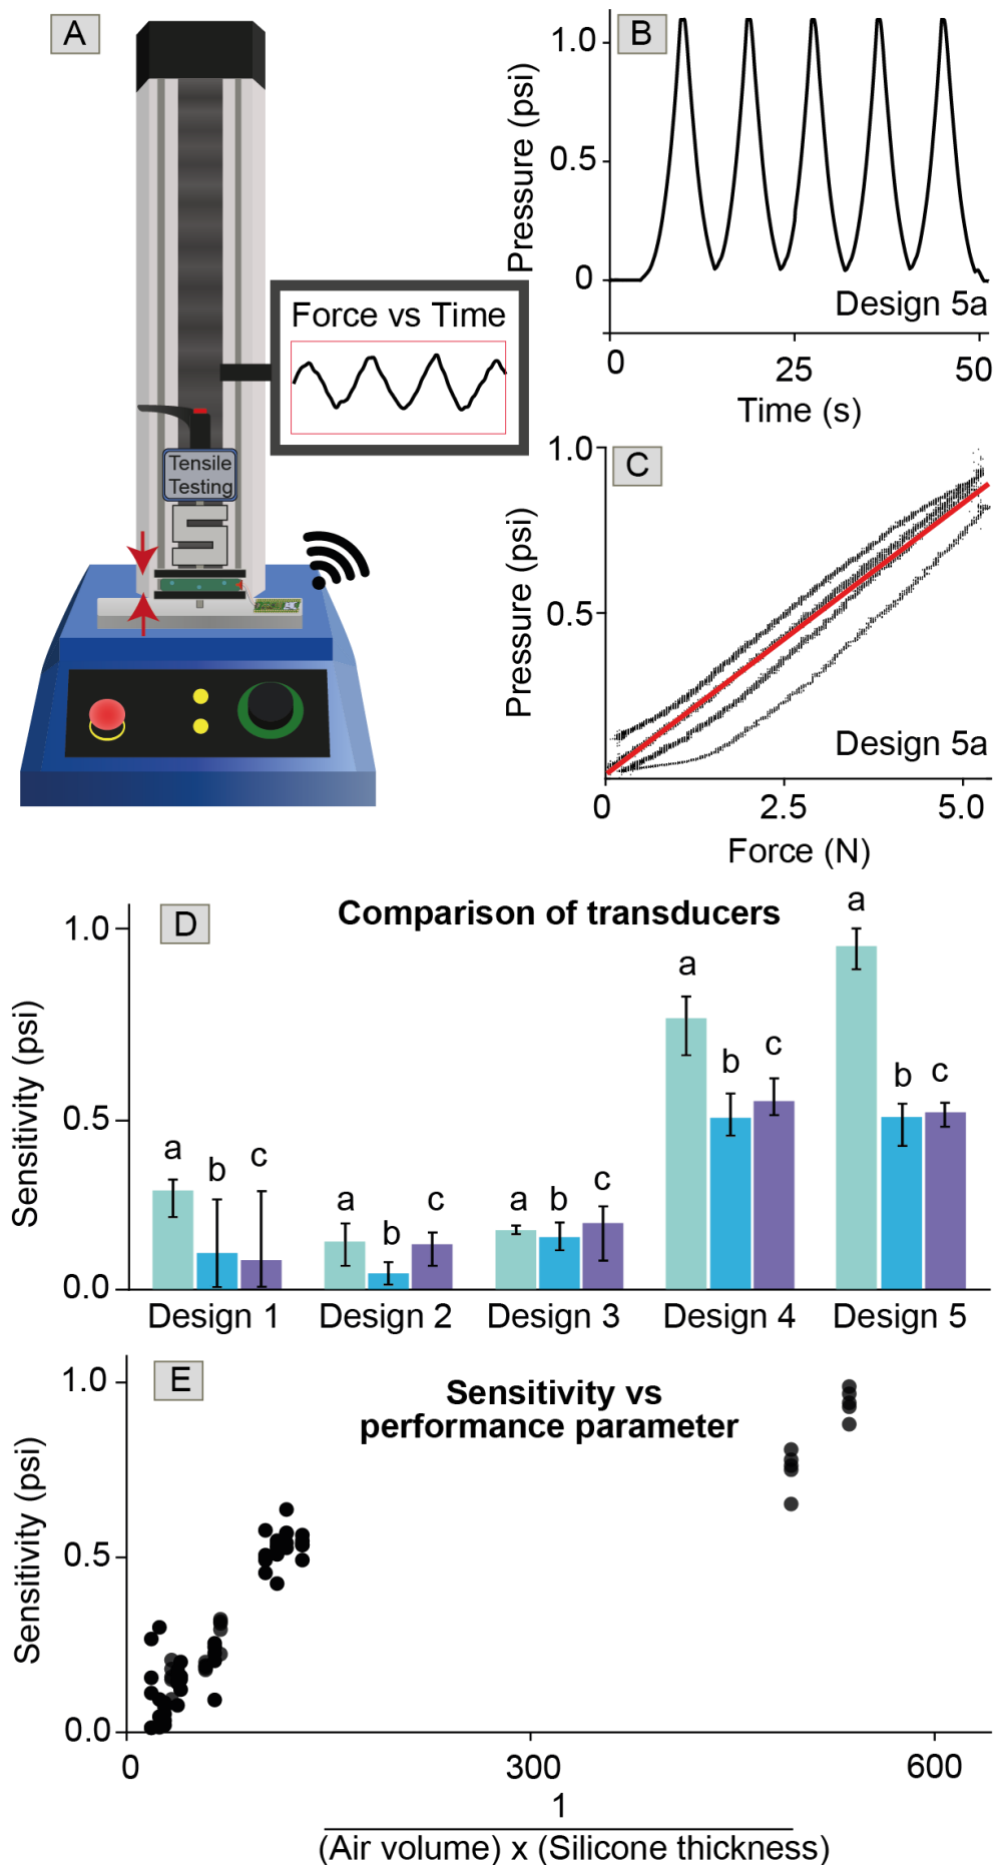 A
Force vs Time
Tensile
Testing
B
1.0
0.5
0
Pressure (psi)
Design 5a
0 25 50
Time (s)
C
1.0
0.5
Pressure (psi)
Design 5a
0 2.5 5.0
Force (N)
D
Comparison of transducers
1.0
0.5
0.0
Sensitivity (psi)
a b c
a b c
a b c
a b c
a b c
Design 1 Design 2 Design 3 Design 4 Design 5
E
Sensitivity vs
performance parameter
1.0
0.5
0.0
Sensitivity (psi)
0 300 600
1
(Air volume) x (Silicone thickness)